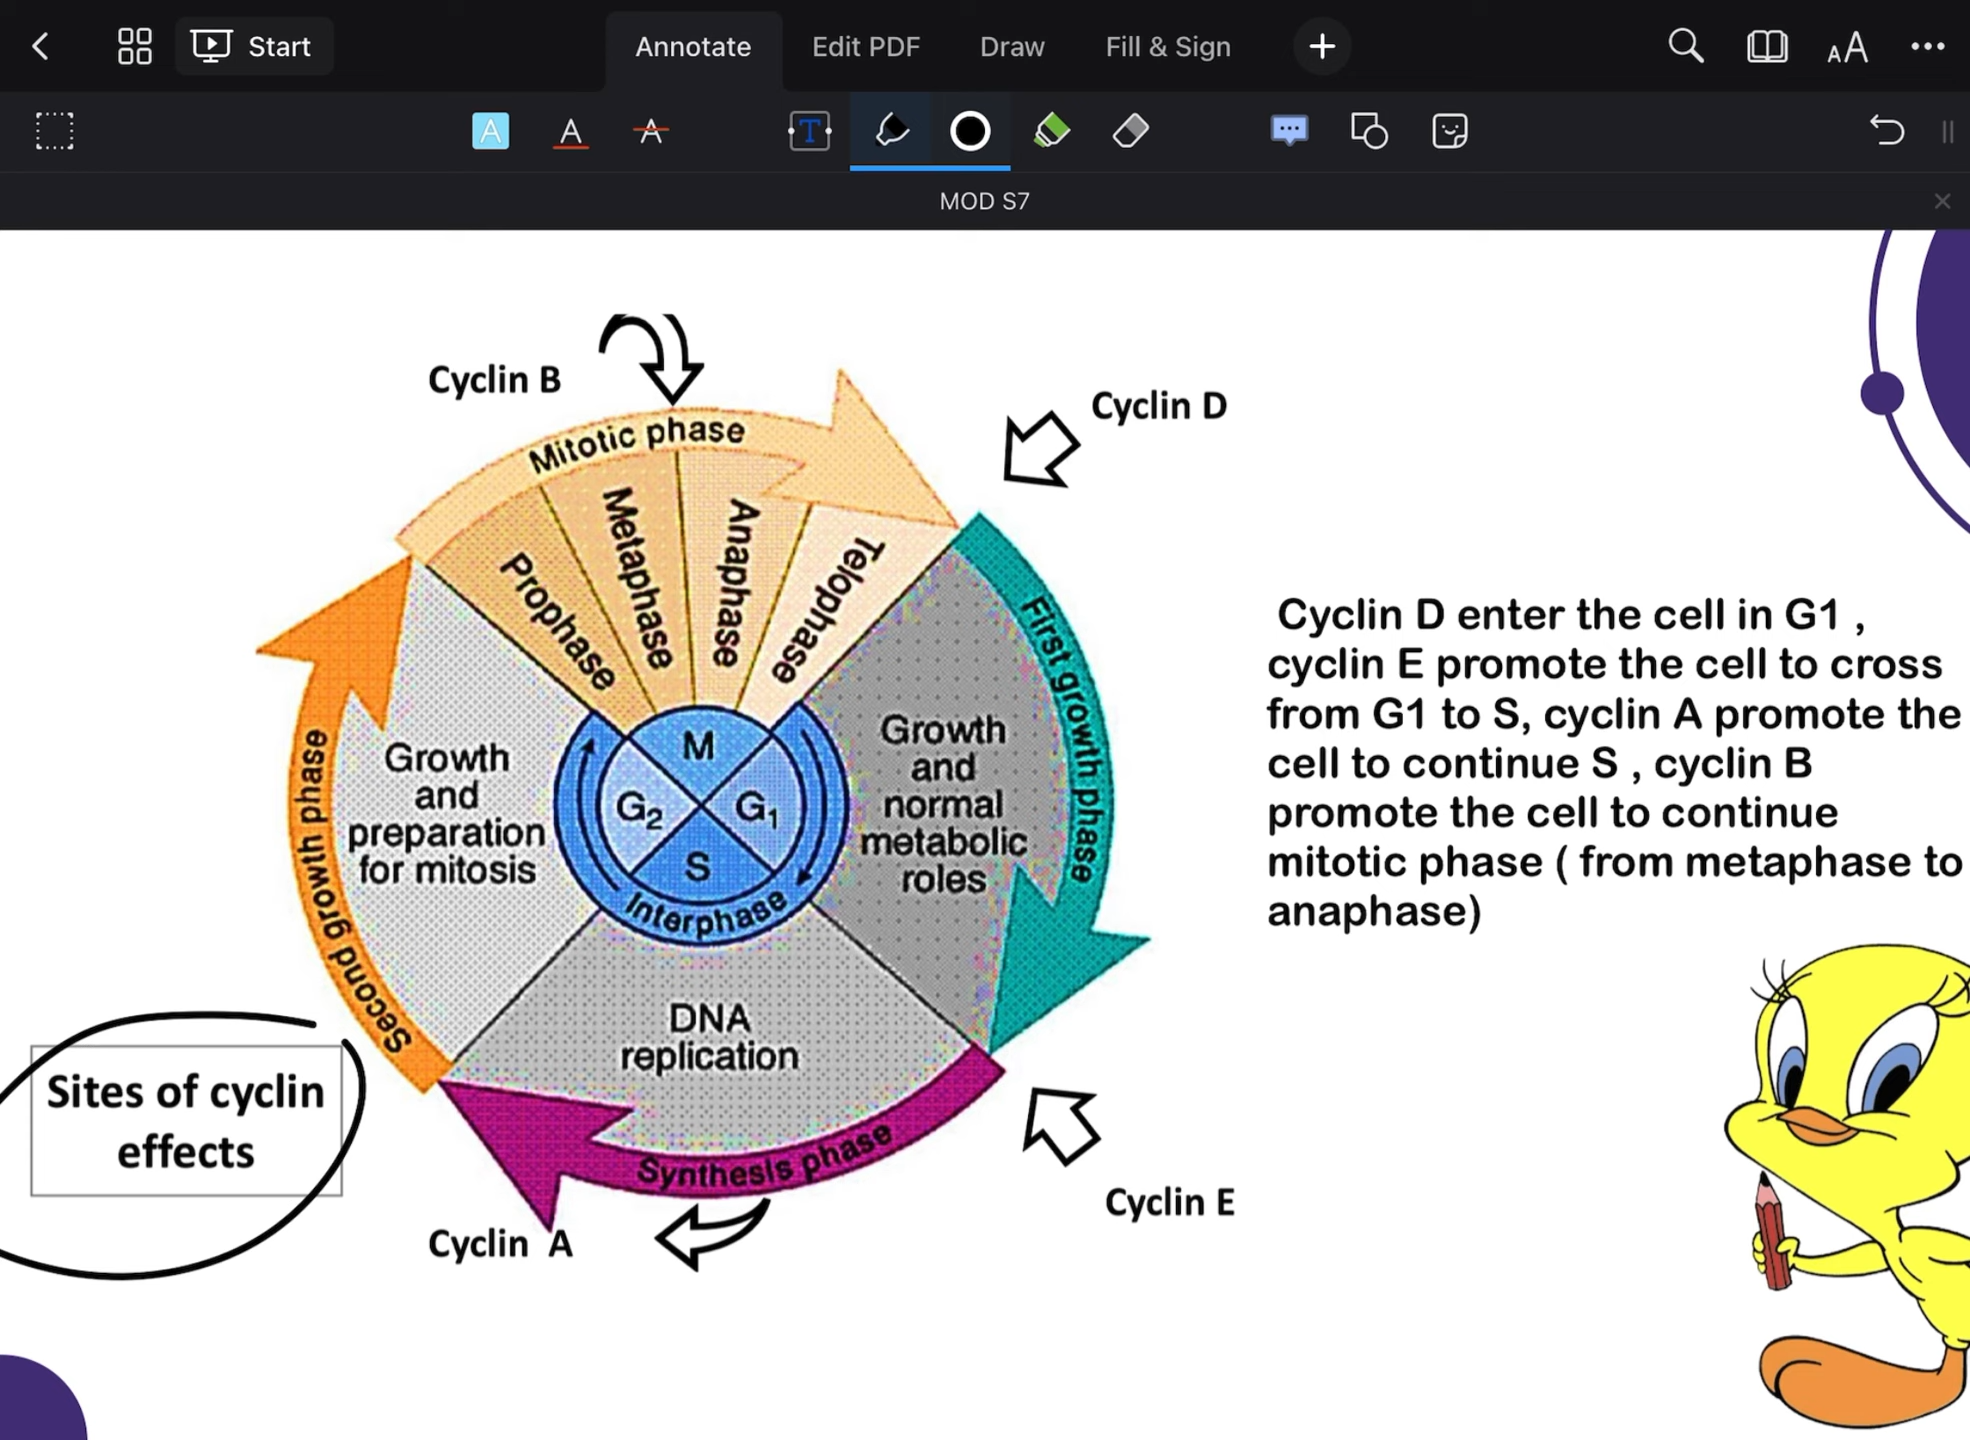 Start
Annotate
Edit PDF
Draw
Fill & Sign
AA
A
A
A
T
MOD S7
Cyclin B
Cyclin D
Mitotic phase
Prophase
Metaphase
Anaphase
Telophase
First growth phase
Growth
and
normal
metabolic
roles
Second growth phase
Growth
and
preparation
for mitosis
M
G2
G1
S
Interphase
DNA
replication
Synthesis phase
Cyclin A
Cyclin E
Sites of cyclin
effects
Cyclin D enter the cell in G1 ,
cyclin E promote the cell to cross
from G1 to S, cyclin A promote the
cell to continue S , cyclin B
promote the cell to continue
mitotic phase ( from metaphase to
anaphase)